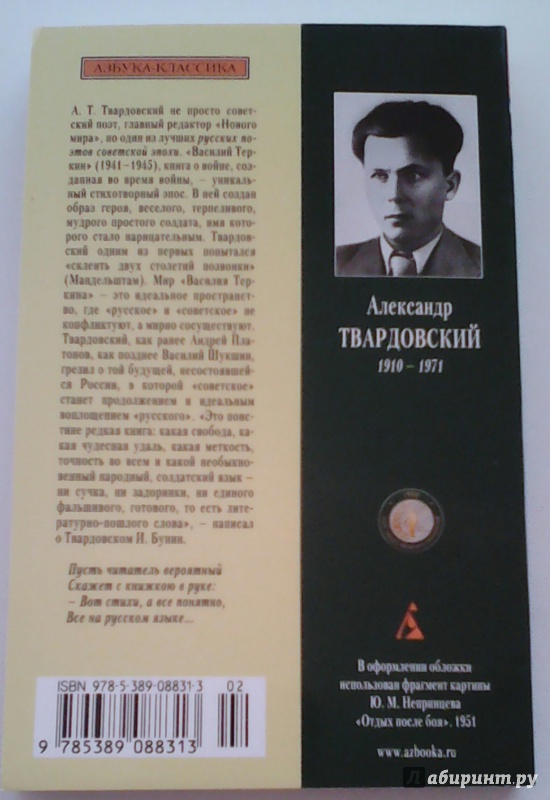 АЗБУКА-КЛАССИКА
А. Т. Твардовский не просто совет-
ский поэт, главный редактор «Нового
мира», но один из лучших русских по-
этов советской эпохи. «Василий Тер-
кин» (1941–1945), книга о войне, соз-
данная во время войны, – уникаль-
ный стихотворный эпос. В ней создан
образ героя, веселого, терпеливого,
мудрого простого солдата, имя кото-
рого стало нарицательным. Твардов-
ский одним из первых попытался
«склеить двух столетий позвонки»
(Мандельштам). Мир «Василия Тер-
кина» – это идеальное пространст-
во, где «русское» и «советское» не
конфликтуют, а мирно сосуществуют.
Твардовский, как ранее Андрей Пла-
тонов, как позднее Василий Шукшин,
грезил о той будущей, несостоявшей-
ся России, в которой «советское»
станет продолжением и идеальным
воплощением «русского». «Это поис-
тине редкая книга: какая свобода, ка-
кая чудесная удаль, какая меткость,
точность во всем и какой необыкно-
венный народный, солдатский язык –
ни сучка, ни задоринки, ни единого
фальшивого, готового, то есть лите-
ратурно-пошлого слова», – написал
о Твардовском И. Бунин.
Пусть читатель вероятный
Скажет с книжкою в руке:
– Вот стихи, а все понятно,
Все на русском языке...
ISBN 978-5-389-08831-3
02
9 785389 088313
Александр
ТВАРДОВСКИЙ
1910 – 1971
В оформлении обложки
использован фрагмент картины
Ю. М. Непринцева
«Отдых после боя». 1951
www.azbooka.ru
Лабиринт.ру